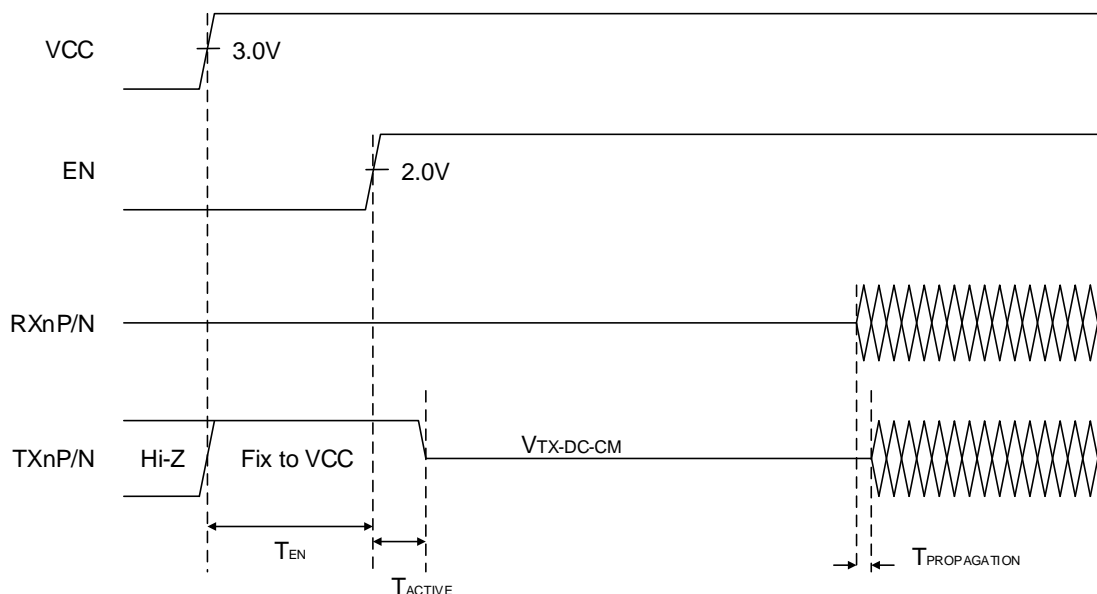 VCC
3.0V
EN
2.0V
RXnP/N
TXnP/N
Hi-Z
Fix to VCC
VTX-DC-CM
TEN
TACTIVE
TPROPAGATION